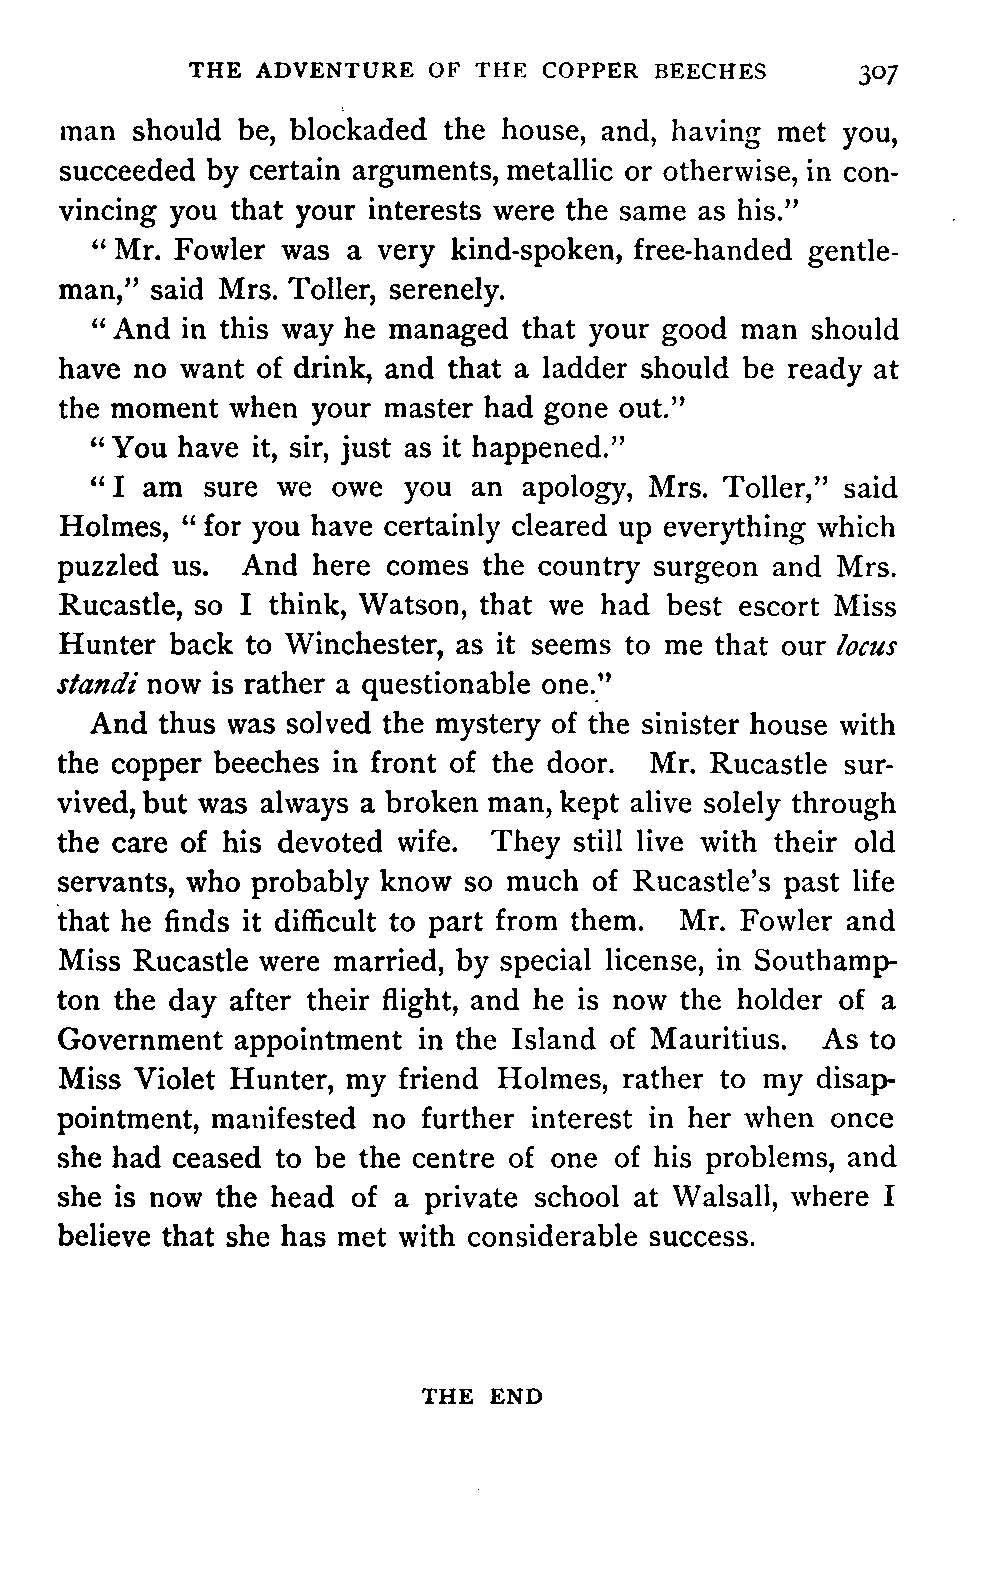 THE ADVENTURE OF THE COPPER BEECHES 307
man should be, blockaded the house, and, having met you,
succeeded by certain arguments, metallic or otherwise, in con-
vincing you that your interests were the same as his."
"Mr. Fowler was a very kind-spoken, free-handed gentle-
man," said Mrs. Toller, serenely.
"And in this way he managed that your good man should
have no want of drink, and that a ladder should be ready at
the moment when your master had gone out."
"You have it, sir, just as it happened."
"I am sure we owe you an apology, Mrs. Toller," said
Holmes, "for you have certainly cleared up everything which
puzzled us. And here comes the country surgeon and Mrs.
Rucastle, so I think, Watson, that we had best escort Miss
Hunter back to Winchester, as it seems to me that our locus
standi now is rather a questionable one."
And thus was solved the mystery of the sinister house with
the copper beeches in front of the door. Mr. Rucastle sur-
vived, but was always a broken man, kept alive solely through
the care of his devoted wife. They still live with their old
servants, who probably know so much of Rucastle's past life
that he finds it difficult to part from them. Mr. Fowler and
Miss Rucastle were married, by special license, in Southamp-
ton the day after their flight, and he is now the holder of a
Government appointment in the Island of Mauritius. As to
Miss Violet Hunter, my friend Holmes, rather to my disap-
pointment, manifested no further interest in her when once
she had ceased to be the centre of one of his problems, and
she is now the head of a private school at Walsall, where I
believe that she has met with considerable success.
THE END